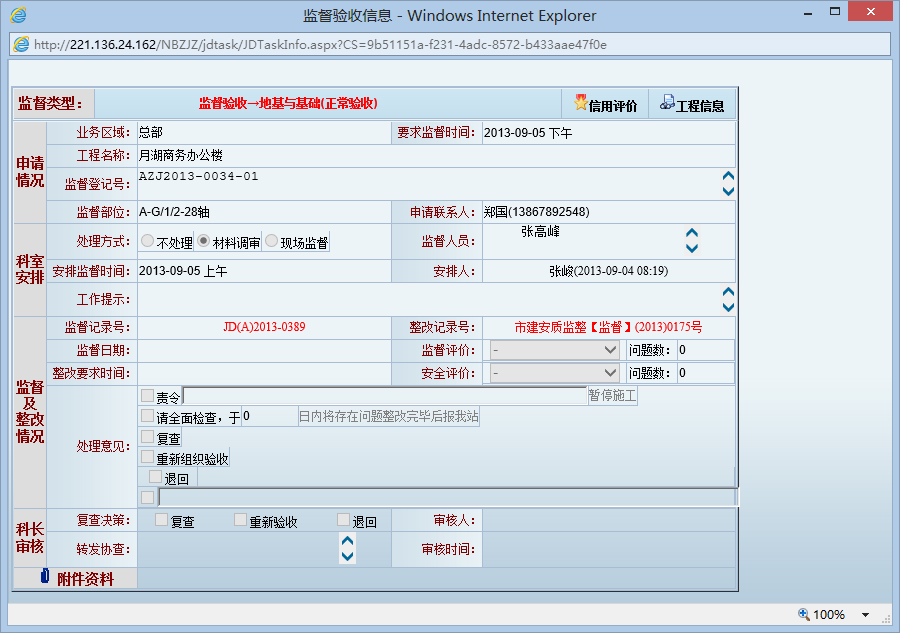 监督验收信息 - Windows Internet Explorer
http://221.136.24.162/NBZJZ/jdtask/JDTaskInfo.aspx?CS=9b51151a-f231-4adc-8572-b433aae47f0e
监督类型： 监督验收→地基与基础(正常验收) 信用评价 工程信息
申请情况
业务区域： 总部 要求监督时间： 2013-09-05 下午
工程名称： 月湖商务办公楼
监督登记号： AZJ2013-0034-01
监督部位： A-G/1/2-28轴 申请联系人： 郑国(13867892548)
科室安排
处理方式： 不处理 材料调审 现场监督 监督人员： 张高峰
安排监督时间： 2013-09-05 上午 安排人： 张峻(2013-09-04 08:19)
工作提示：
监督及整改情况
监督记录号： JD(A)2013-0389 整改记录号： 市建安质监整【监督】(2013)0175号
监督日期： 监督评价： - 问题数： 0
整改要求时间： 安全评价： - 问题数： 0
处理意见：
责令 暂停施工
请全面检查，于 0 日内将存在问题整改完毕后报我站
复查
重新组织验收
退回
科长审核
复查决策： 复查 重新验收 退回 审核人：
转发协查： 审核时间：
附件资料
100%